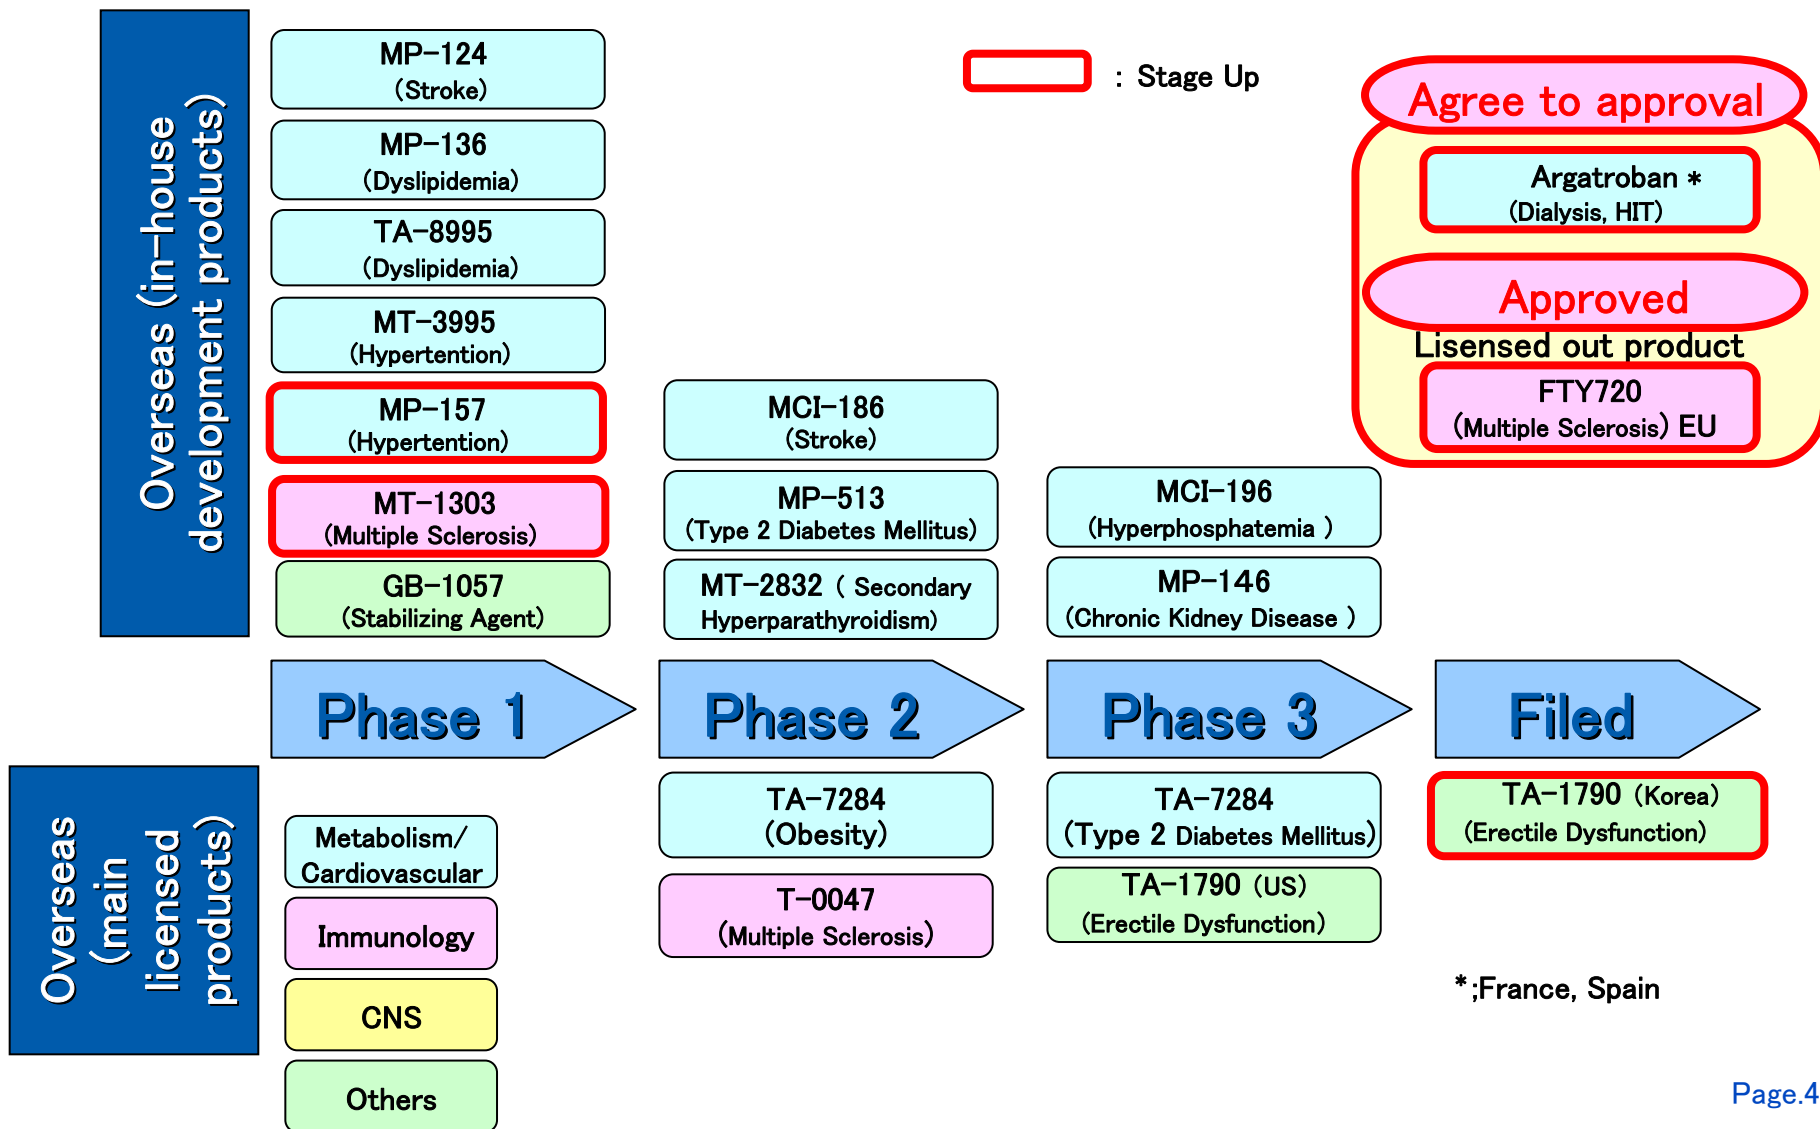 Overseas (in-house
development products)
MP-124
(Stroke)
MP-136
(Dyslipidemia)
TA-8995
(Dyslipidemia)
MT-3995
(Hypertention)
MP-157
(Hypertention)
MT-1303
(Multiple Sclerosis)
GB-1057
(Stabilizing Agent)
MCI-186
(Stroke)
MP-513
(Type 2 Diabetes Mellitus)
MT-2832 ( Secondary
Hyperparathyroidism)
MCI-196
(Hyperphosphatemia )
MP-146
(Chronic Kidney Disease )
: Stage Up
Agree to approval
Argatroban *
(Dialysis, HIT)
Approved
Lisensed out product
FTY720
(Multiple Sclerosis) EU
Phase 1
Phase 2
Phase 3
Filed
Overseas
(main
licensed
products)
Metabolism/
Cardiovascular
Immunology
CNS
Others
TA-7284
(Obesity)
T-0047
(Multiple Sclerosis)
TA-7284
(Type 2 Diabetes Mellitus)
TA-1790 (US)
(Erectile Dysfunction)
TA-1790 (Korea)
(Erectile Dysfunction)
*;France, Spain
Page.4